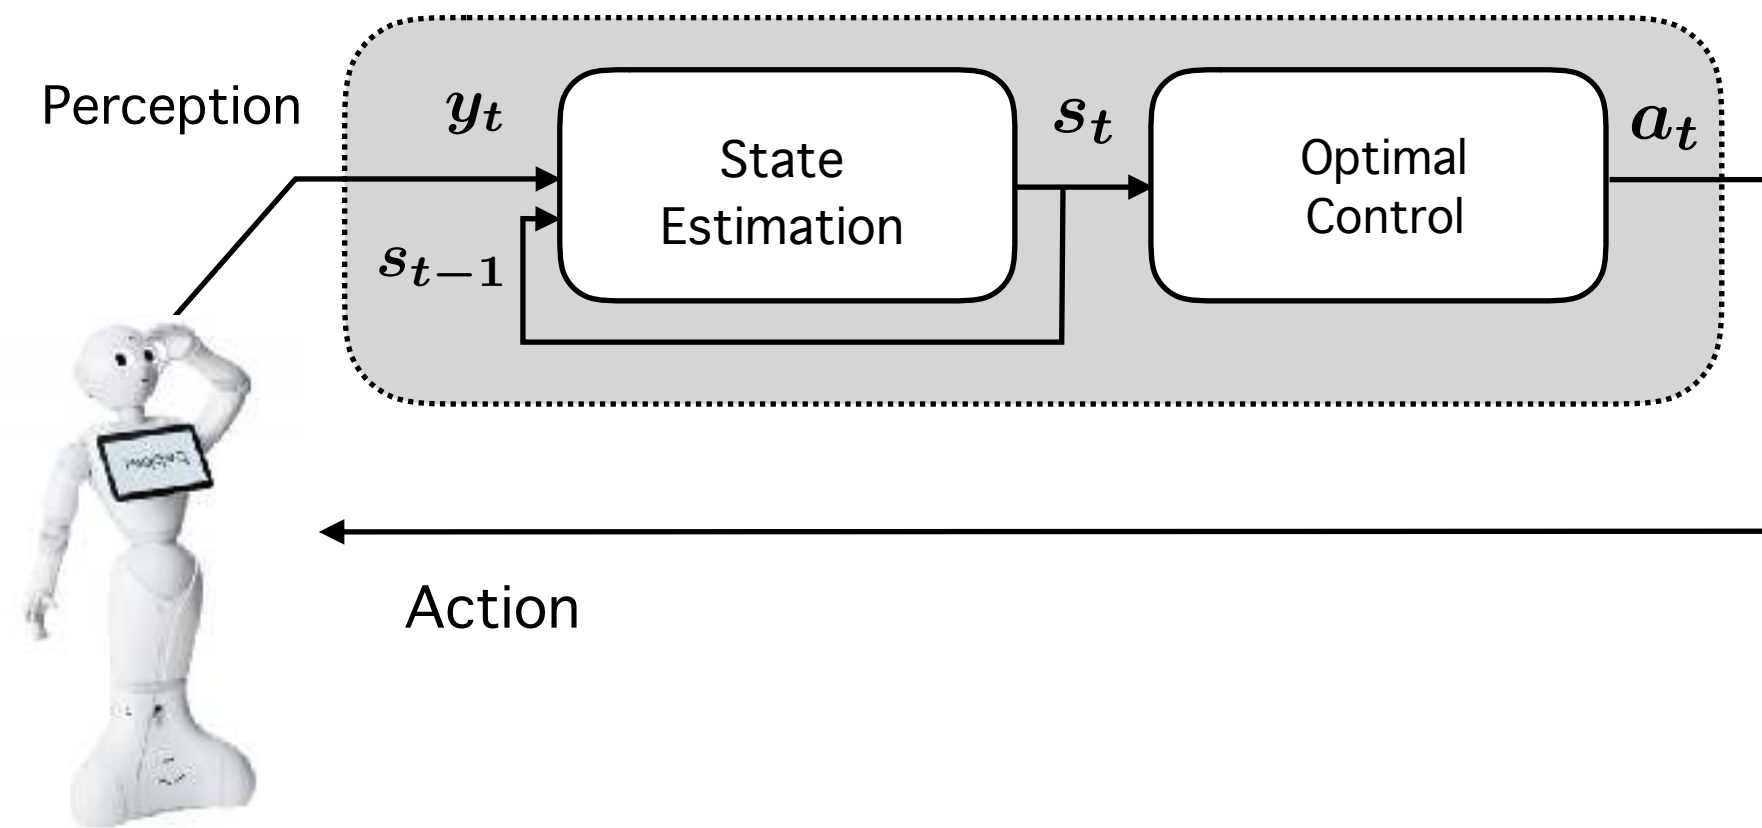 Perception
y_t
s_t
a_t
State
Estimation
Optimal
Control
s_{t-1}
Action